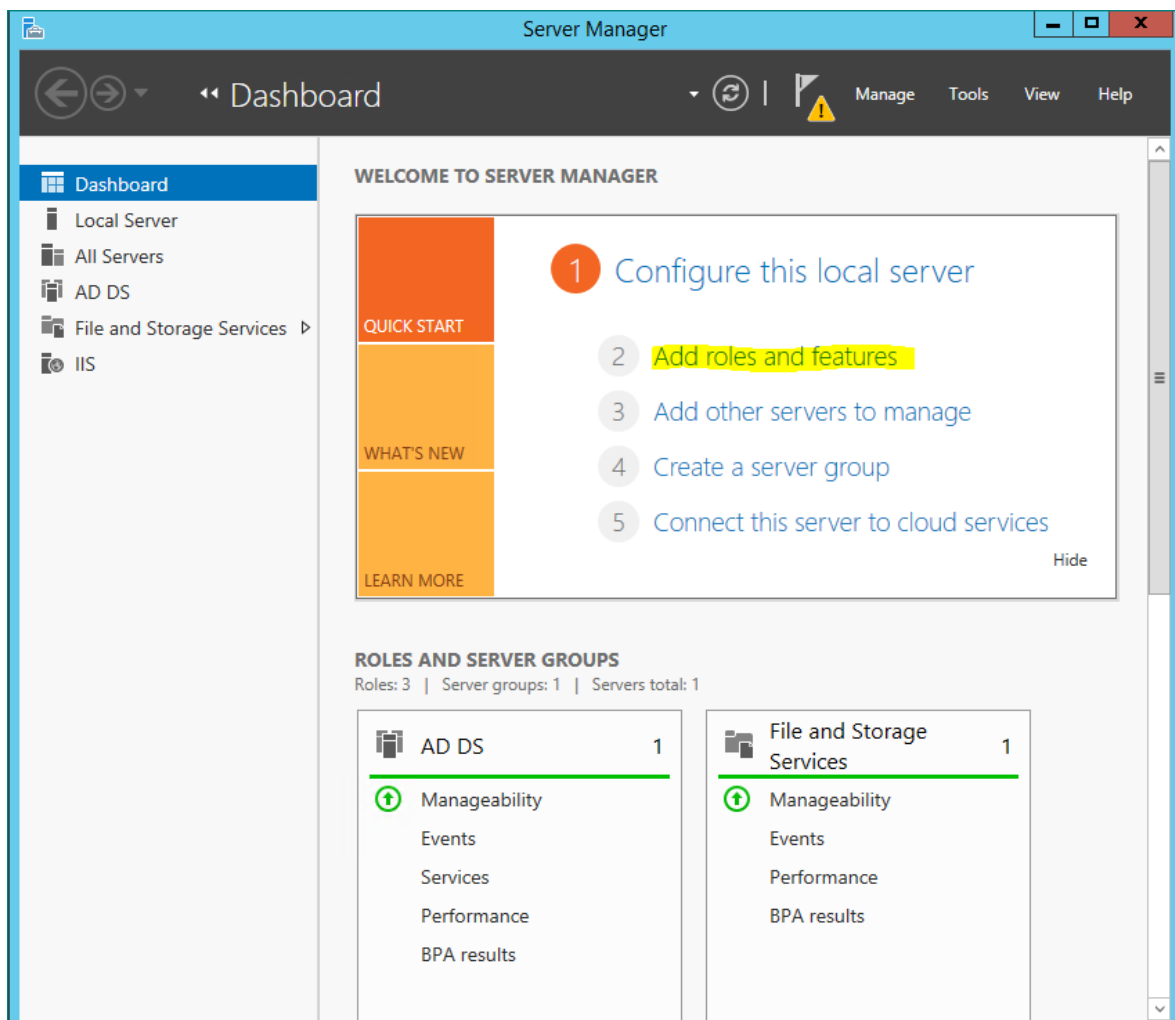 Server Manager
Dashboard
Manage Tools View Help
Dashboard
Local Server
All Servers
AD DS
File and Storage Services
IIS
WELCOME TO SERVER MANAGER
QUICK START
WHAT'S NEW
LEARN MORE
1 Configure this local server
2 Add roles and features
3 Add other servers to manage
4 Create a server group
5 Connect this server to cloud services
Hide
ROLES AND SERVER GROUPS
Roles: 3 | Server groups: 1 | Servers total: 1
AD DS 1
Manageability
Events
Services
Performance
BPA results
File and Storage
Services 1
Manageability
Events
Performance
BPA results